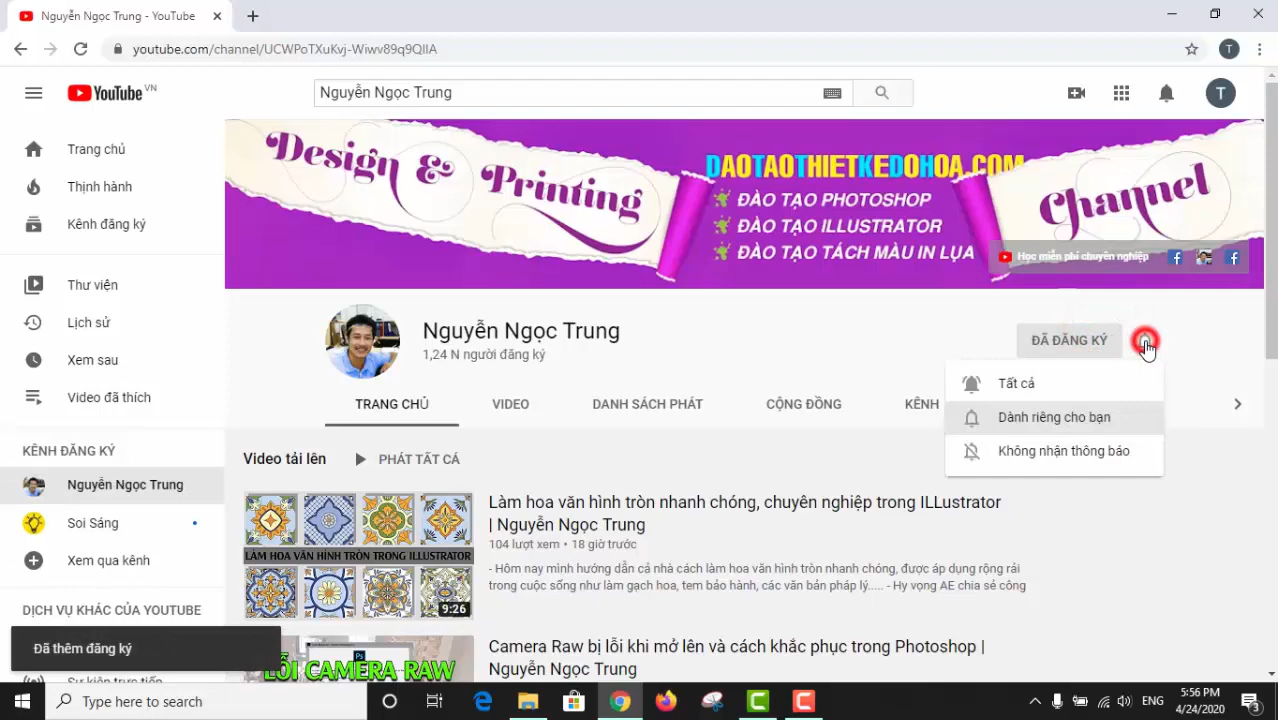 Nguyễn Ngọc Trung - YouTube
youtube.com/channel/UCWPoTXuKvj-Wiwv89q9QIIA
T
YouTube VN
Nguyễn Ngọc Trung
T
Trang chủ
Thịnh hành
Kênh đăng ký
Thư viện
Lịch sử
Xem sau
Video đã thích
KÊNH ĐĂNG KÝ
Nguyễn Ngọc Trung
Soi Sáng
Xem qua kênh
DỊCH VỤ KHÁC CỦA YOUTUBE
Đã thêm đăng ký
Sự kiện trực tiếp
Design &
Printing
DAOTAOTHIETKEDOHOA.COM
ĐÀO TẠO PHOTOSHOP
ĐÀO TẠO ILLUSTRATOR
ĐÀO TẠO TÁCH MÀU IN LỤA
Channel
Học miễn phí chuyên nghiệp
Nguyễn Ngọc Trung
1,24 N người đăng ký
ĐÃ ĐĂNG KÝ
Tất cả
Dành riêng cho bạn
Không nhận thông báo
TRANG CHỦ
VIDEO
DANH SÁCH PHÁT
CỘNG ĐỒNG
KÊNH
Video tải lên
PHÁT TẤT CẢ
LÀM HOA VĂN HÌNH TRÒN TRONG ILLUSTRATOR
9:26
Làm hoa văn hình tròn nhanh chóng, chuyên nghiệp trong ILLustrator
| Nguyễn Ngọc Trung
104 lượt xem • 18 giờ trước
- Hôm nay mình hướng dẫn cả nhà cách làm hoa văn hình tròn nhanh chóng, được áp dụng rộng rải
trong cuộc sống như làm gạch hoa, tem bảo hành, các văn bản pháp lý..... - Hy vọng AE chia sẻ công
Ps
LỖI CAMERA RAW
Camera Raw bị lỗi khi mở lên và cách khắc phục trong Photoshop |
Nguyễn Ngọc Trung
Type here to search
ENG
5:56 PM
4/24/2020
3